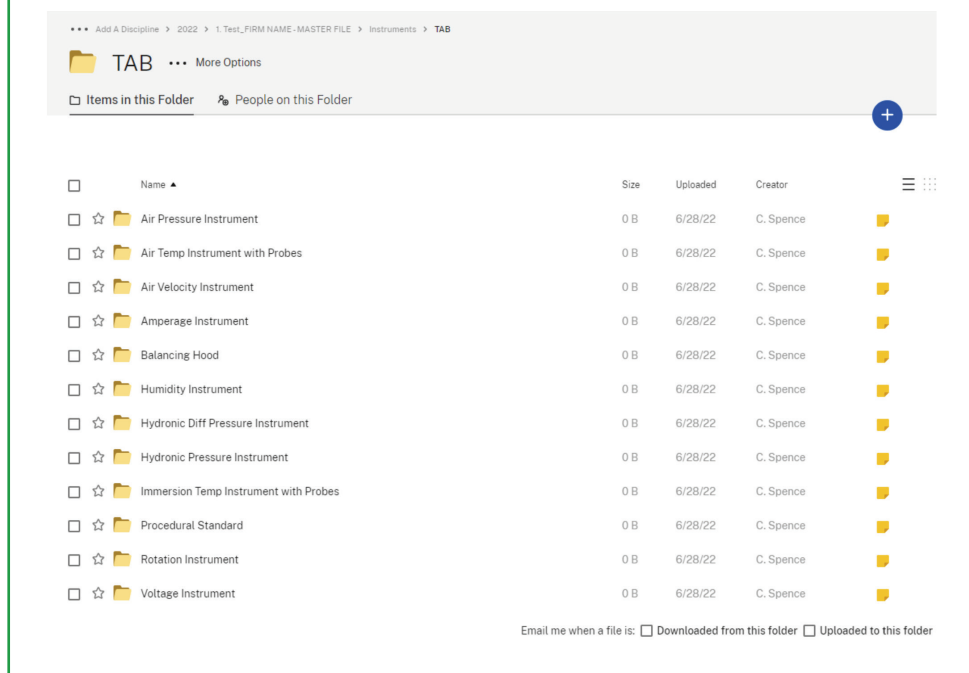 ••• Add A Discipline > 2022 > 1. Test_FIRM NAME - MASTER FILE > Instruments > TAB
TAB ••• More Options
Items in this Folder People on this Folder
+
Name ▲ Size Uploaded Creator
Air Pressure Instrument 0 B 6/28/22 C. Spence
Air Temp Instrument with Probes 0 B 6/28/22 C. Spence
Air Velocity Instrument 0 B 6/28/22 C. Spence
Amperage Instrument 0 B 6/28/22 C. Spence
Balancing Hood 0 B 6/28/22 C. Spence
Humidity Instrument 0 B 6/28/22 C. Spence
Hydronic Diff Pressure Instrument 0 B 6/28/22 C. Spence
Hydronic Pressure Instrument 0 B 6/28/22 C. Spence
Immersion Temp Instrument with Probes 0 B 6/28/22 C. Spence
Procedural Standard 0 B 6/28/22 C. Spence
Rotation Instrument 0 B 6/28/22 C. Spence
Voltage Instrument 0 B 6/28/22 C. Spence
Email me when a file is: Downloaded from this folder Uploaded to this folder